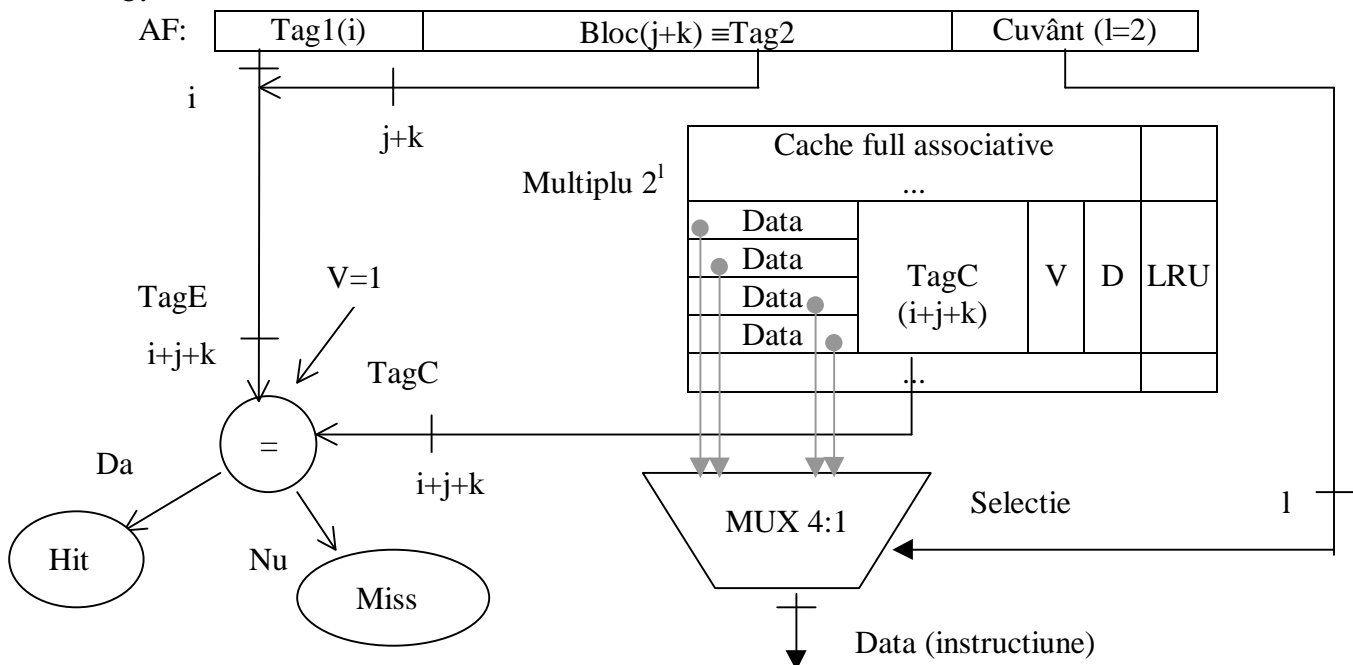 AF: Tag1(i) Bloc(j+k) ≡Tag2 Cuvânt (l=2)
i
j+k
Cache full associative
...
Multiplu 2^l
Data
Data
Data
Data
TagC
(i+j+k)
V
D
LRU
...
V=1
TagE
i+j+k
TagC
=
i+j+k
Da
Nu
Hit
Miss
MUX 4:1
Selectie
l
Data (instructiune)